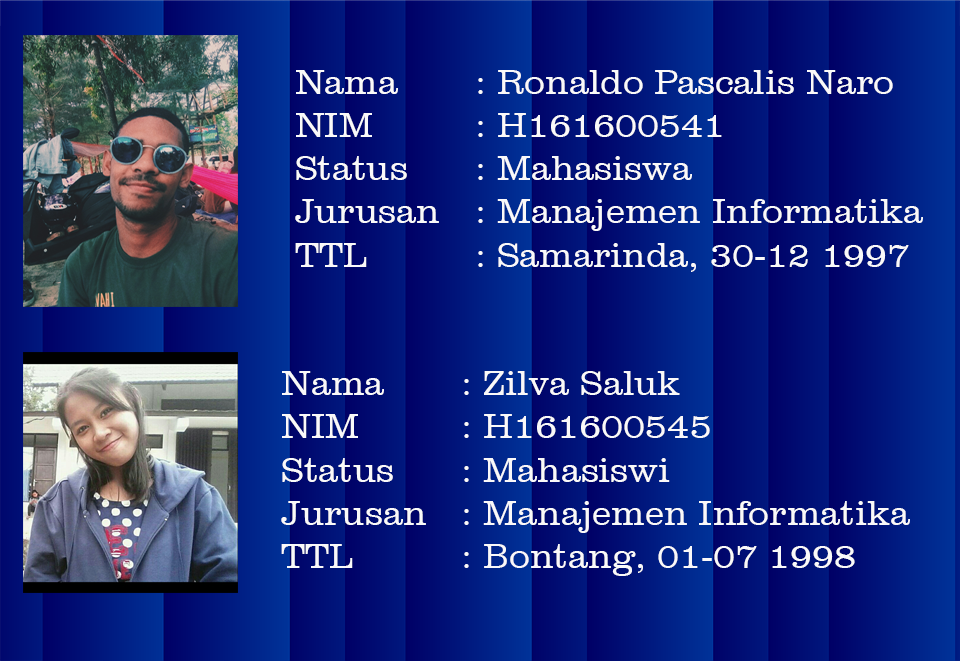 Nama : Ronaldo Pascalis Naro
NIM : H161600541
Status : Mahasiswa
Jurusan : Manajemen Informatika
TTL : Samarinda, 30-12 1997
Nama : Zilva Saluk
NIM : H161600545
Status : Mahasiswi
Jurusan : Manajemen Informatika
TTL : Bontang, 01-07 1998